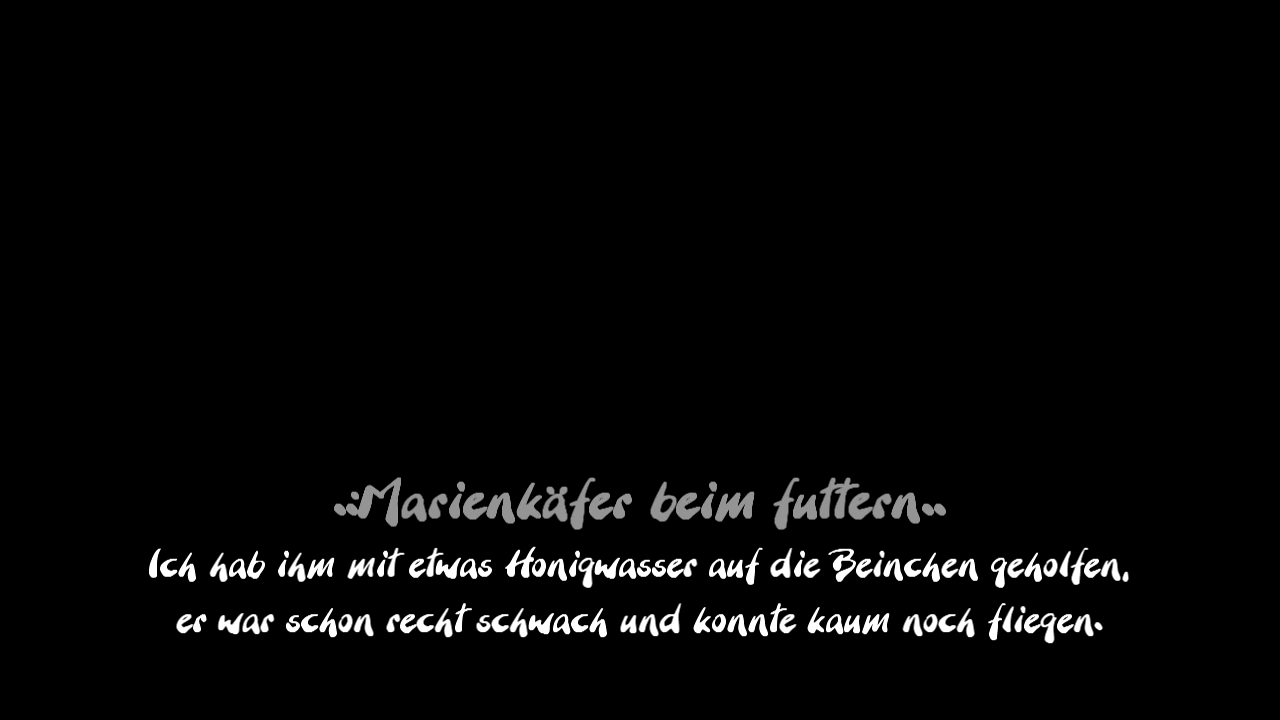 ..:Marienkäfer beim futtern..
Ich hab ihm mit etwas Honigwasser auf die Beinchen geholfen,
er war schon recht schwach und konnte kaum noch fliegen.